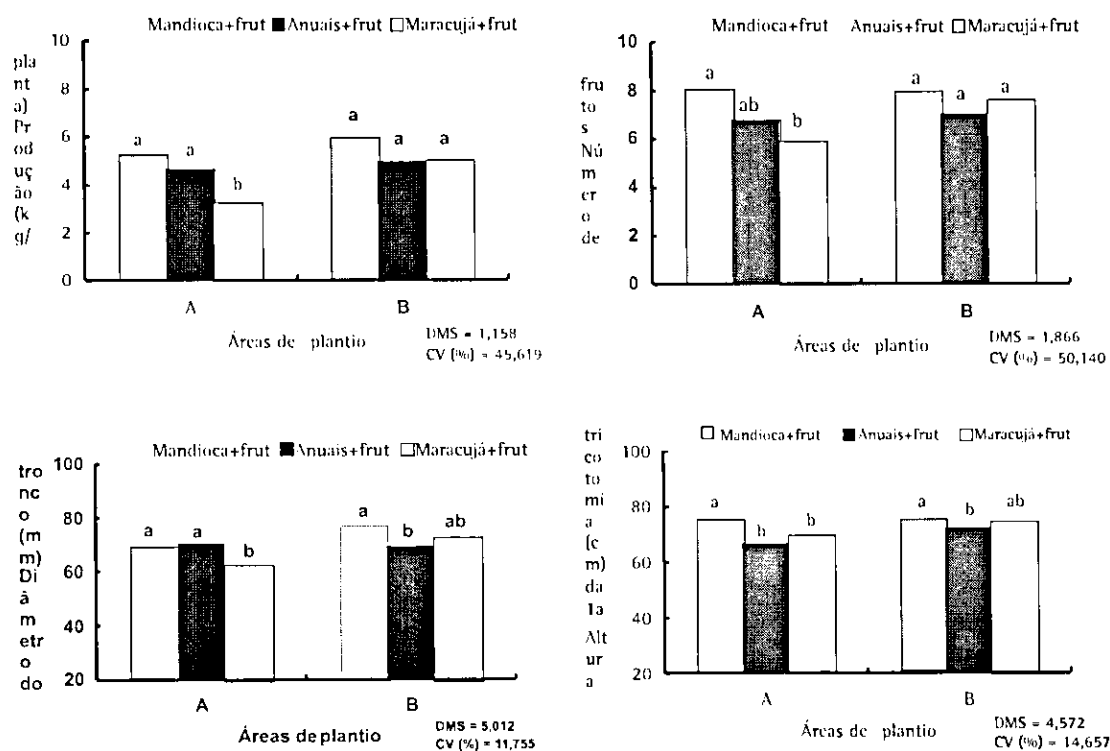 Mandioca+frut Anuais+frut Maracujá+frut
pla
nt
a)
Pr
od
uç
ão
(k
g/
10
8
6
4
2
0
a
a
b
a
a
a
A
B
Áreas de plantio
DMS = 1,158
CV (%) = 45,619
Mandioca+frut Anuais+frut Maracujá+frut
fru
to
s
Nú
m
er
o
de
10
8
6
4
2
0
a
ab
b
a
a
a
A
B
Áreas de plantio
DMS = 1,866
CV (%) = 50,140
Mandioca+frut Anuais+frut Maracujá+frut
tro
nc
o
(m
m)
Di
â
m
etr
o
do
100
80
60
40
20
a
a
b
a
b
ab
A
B
Áreas de plantio
DMS = 5,012
CV (%) = 11,755
Mandioca+frut Anuais+frut Maracujá+frut
tri
co
to
mi
a
(c
m)
da
1a
Alt
ur
a
100
80
60
40
20
a
b
b
a
b
ab
A
B
Áreas de plantio
DMS = 4,572
CV (%) = 14,657